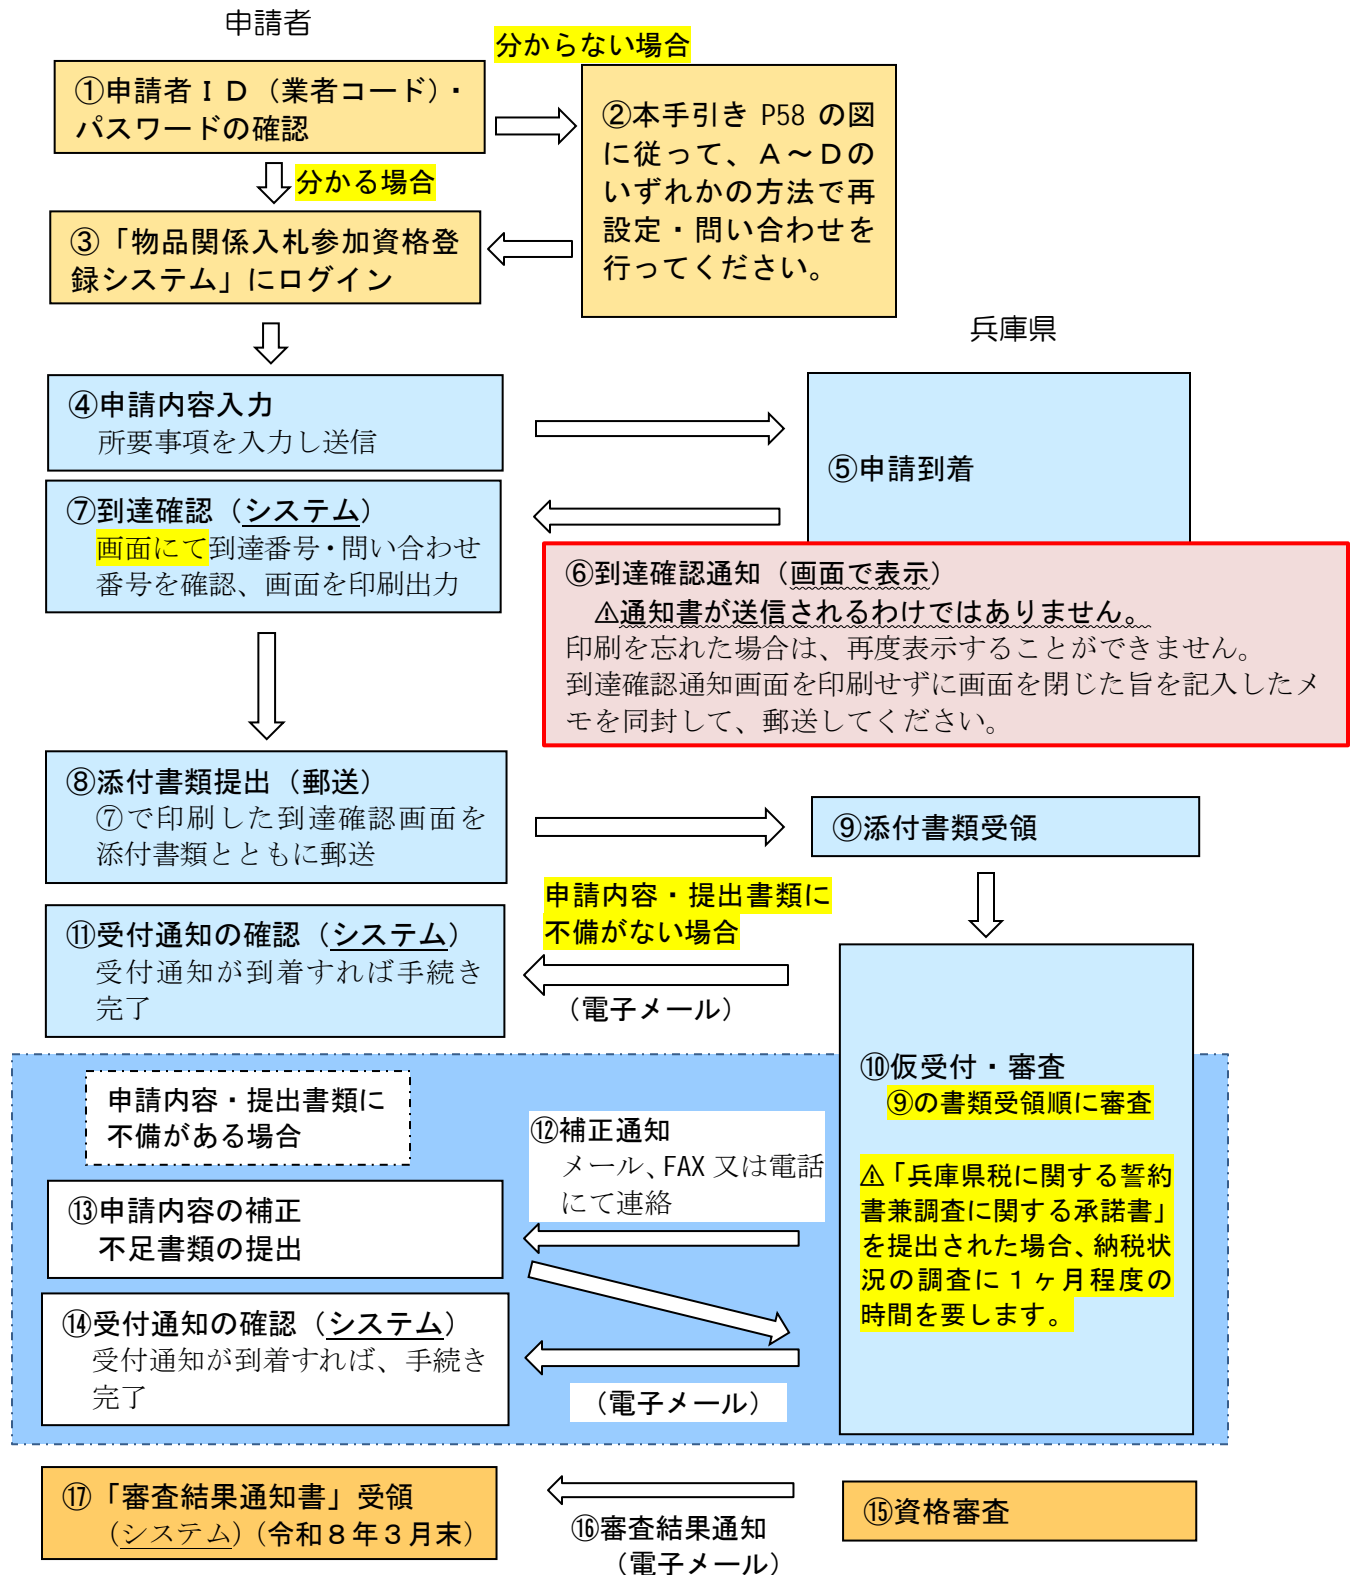 申請者
分からない場合
①申請者ＩＤ（業者コード）・
パスワードの確認
②本手引き P58 の図
に従って、Ａ～Ｄの
いずれかの方法で再
設定・問い合わせを
行ってください。
分かる場合
③「物品関係入札参加資格登
録システム」にログイン
兵庫県
④申請内容入力
所要事項を入力し送信
⑤申請到着
⑦到達確認（システム）
画面にて到達番号・問い合わせ
番号を確認、画面を印刷出力
⑥到達確認通知（画面で表示）
⚠通知書が送信されるわけではありません。
印刷を忘れた場合は、再度表示することができません。
到達確認通知画面を印刷せずに画面を閉じた旨を記入したメ
モを同封して、郵送してください。
⑧添付書類提出（郵送）
⑦で印刷した到達確認画面を
添付書類とともに郵送
⑨添付書類受領
申請内容・提出書類に
不備がない場合
⑪受付通知の確認（システム）
受付通知が到着すれば手続き
完了
（電子メール）
⑩仮受付・審査
⑨の書類受領順に審査
⚠「兵庫県税に関する誓約
書兼調査に関する承諾書」
を提出された場合、納税状
況の調査に１ヶ月程度の
時間を要します。
申請内容・提出書類に
不備がある場合
⑫補正通知
メール、FAX 又は電話
にて連絡
⑬申請内容の補正
不足書類の提出
⑭受付通知の確認（システム）
受付通知が到着すれば、手続き
完了
（電子メール）
⑰「審査結果通知書」受領
（システム）（令和８年３月末）
⑮資格審査
⑯審査結果通知
（電子メール）